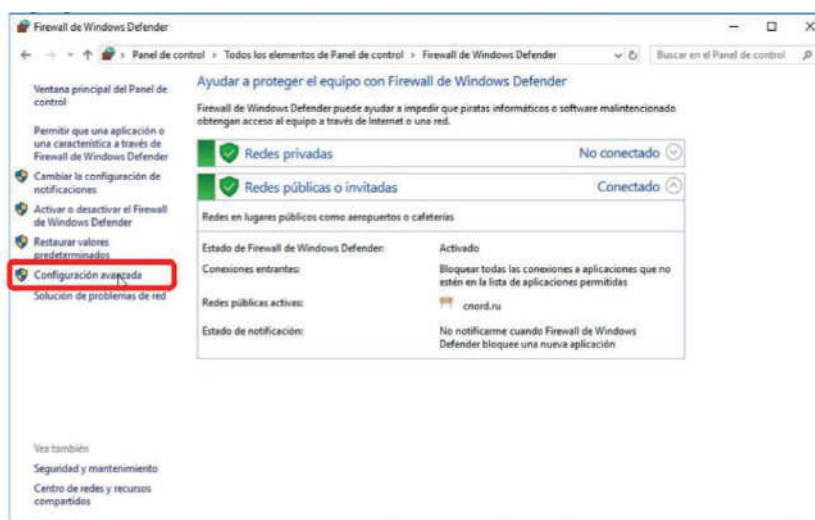 Firewall de Windows Defender
Panel de control > Todos los elementos de Panel de control > Firewall de Windows Defender
Buscar en el Panel de control
Ventana principal del Panel de
control
Permitir que una aplicación o
una característica a través de
Firewall de Windows Defender
Cambiar la configuración de
notificaciones
Activar o desactivar el Firewall
de Windows Defender
Restaurar valores
predeterminados
Configuración avanzada
Solución de problemas de red
Vea también
Seguridad y mantenimiento
Centro de redes y recursos
compartidos
Ayudar a proteger el equipo con Firewall de Windows Defender
Firewall de Windows Defender puede ayudar a impedir que piratas informáticos o software malintencionado
obtengan acceso al equipo a través de Internet o una red.
Redes privadas No conectado
Redes públicas o invitadas Conectado
Redes en lugares públicos como aeropuertos o cafeterías
Estado de Firewall de Windows Defender: Activado
Conexiones entrantes: Bloquear todas las conexiones a aplicaciones que no
estén en la lista de aplicaciones permitidas
Redes públicas activas: cnord.ru
Estado de notificación: No notificarme cuando Firewall de Windows
Defender bloquee una nueva aplicación